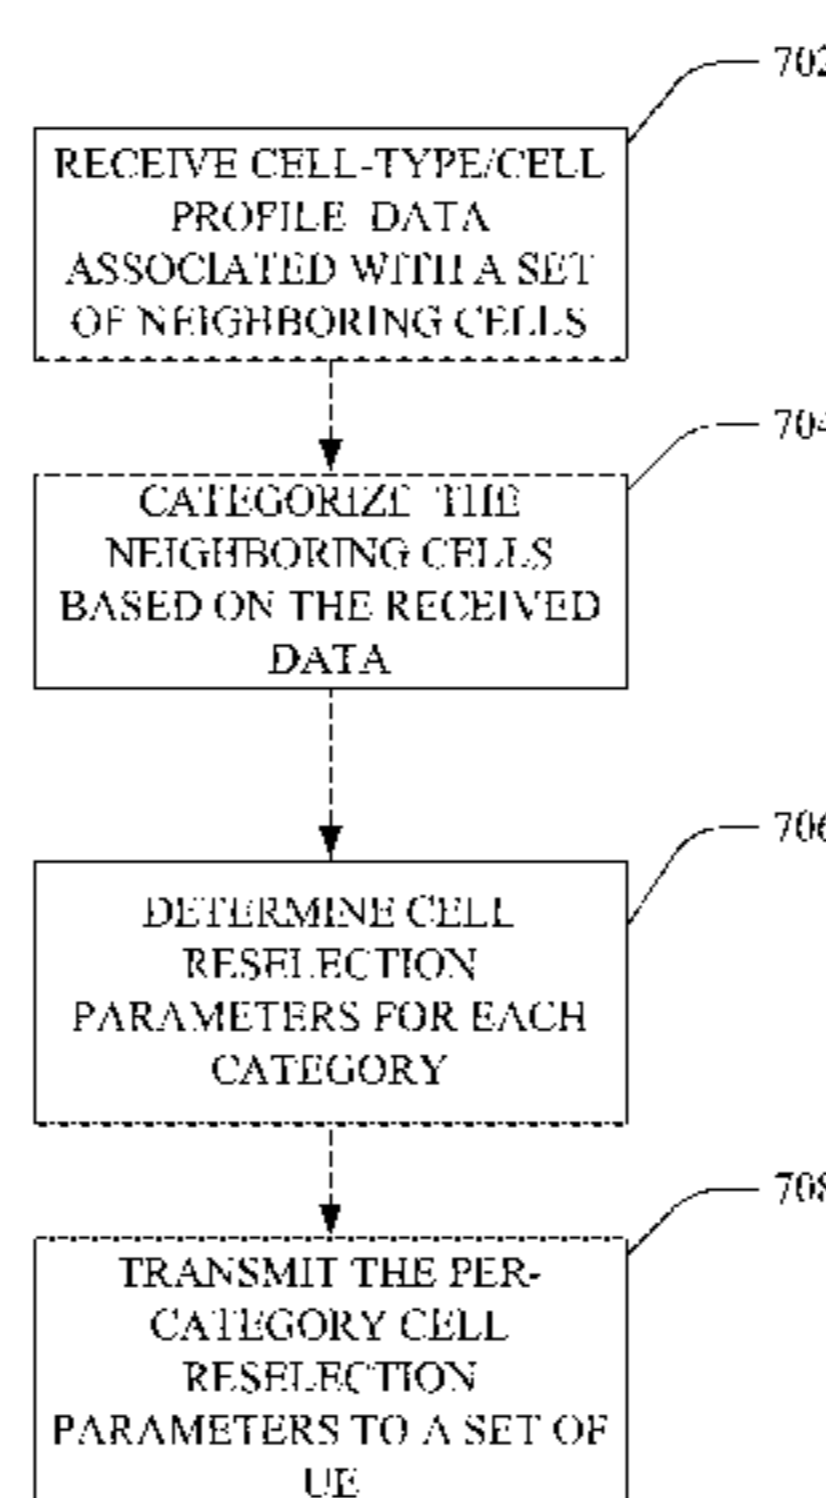 702
RECEIVE CELL-TYPE/CELL
PROFILE DATA
ASSOCIATED WITH A SET
OF NEIGHBORING CELLS
704
CATEGORIZE THE
NEIGHBORING CELLS
BASED ON THE RECEIVED
DATA
706
DETERMINE CELL
RESELECTION
PARAMETERS FOR EACH
CATEGORY
708
TRANSMIT THE PER-
CATEGORY CELL
RESELECTION
PARAMETERS TO A SET OF
UE